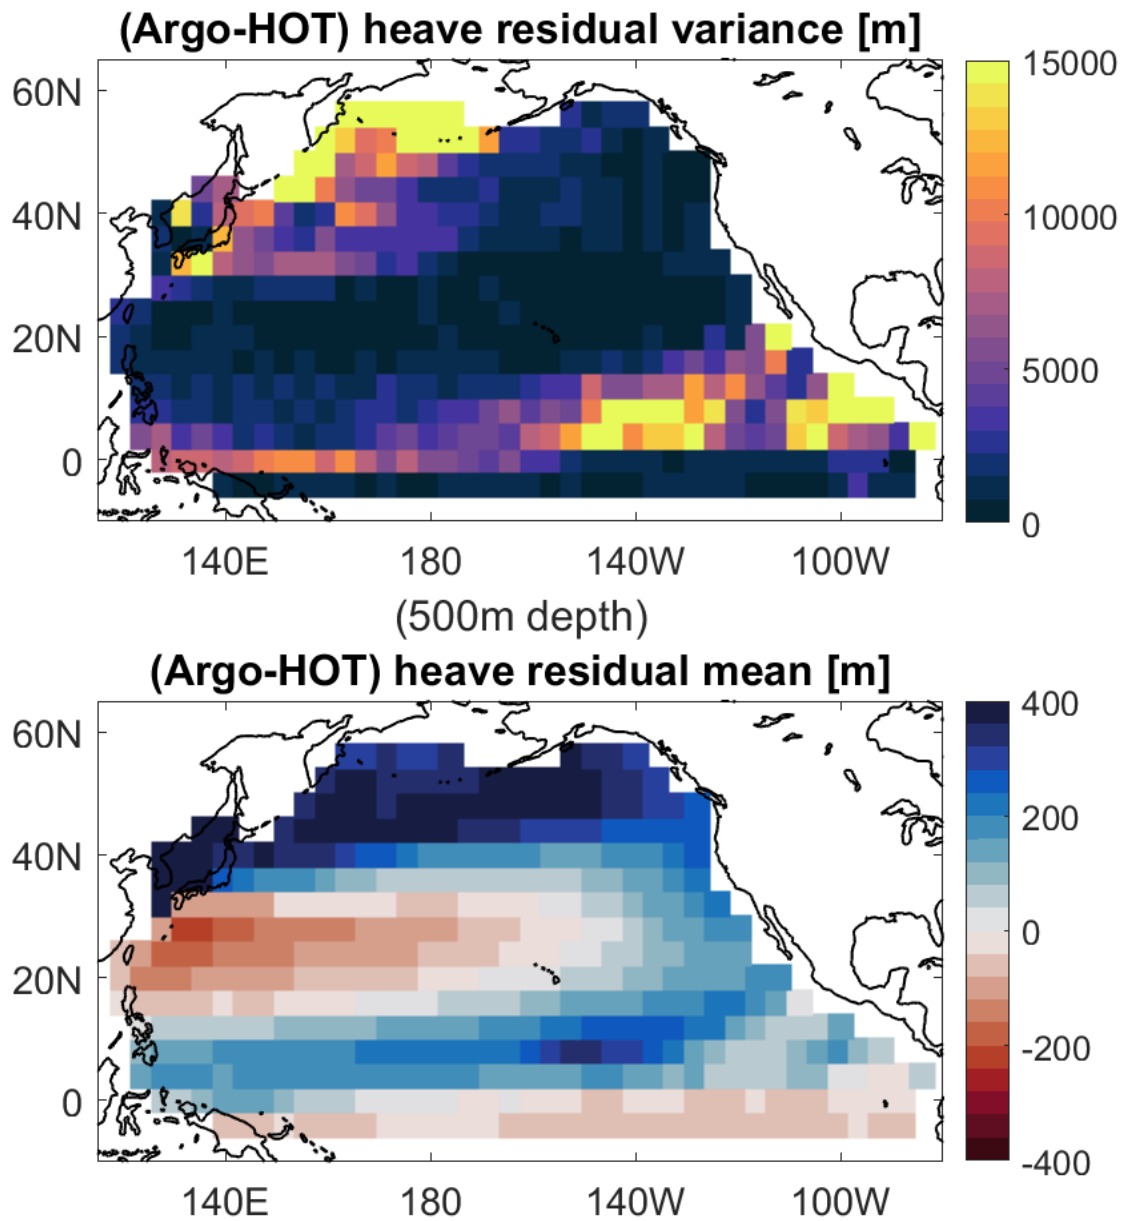 (Argo-HOT) heave residual variance [m]
60N
40N
20N
0
140E 180 140W 100W
15000
10000
5000
0
(500m depth)
(Argo-HOT) heave residual mean [m]
60N
40N
20N
0
140E 180 140W 100W
400
200
0
-200
-400